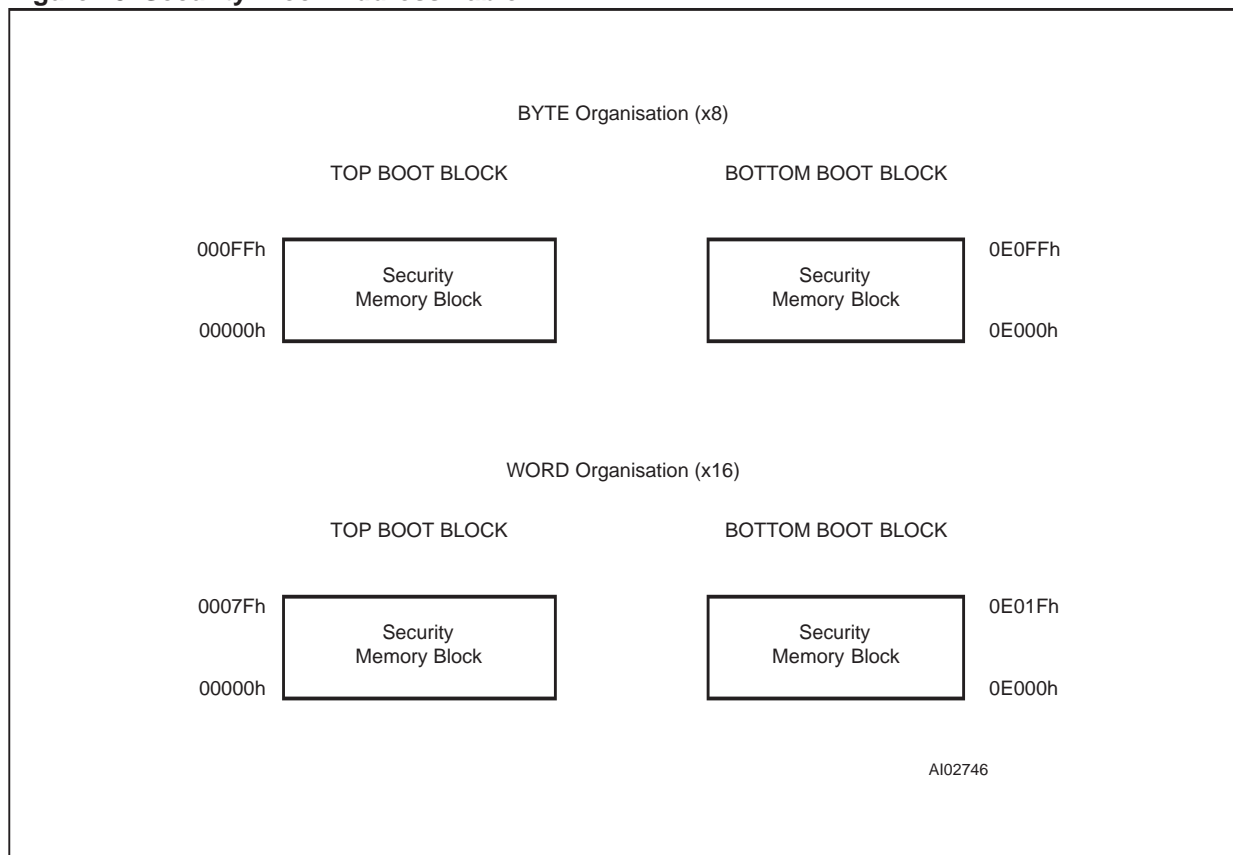 BYTE Organisation (x8)
TOP BOOT BLOCK
BOTTOM BOOT BLOCK
000FFh
Security
Memory Block
00000h
Security
Memory Block
0E0FFh
0E000h
WORD Organisation (x16)
TOP BOOT BLOCK
BOTTOM BOOT BLOCK
0007Fh
Security
Memory Block
00000h
Security
Memory Block
0E01Fh
0E000h
AI02746